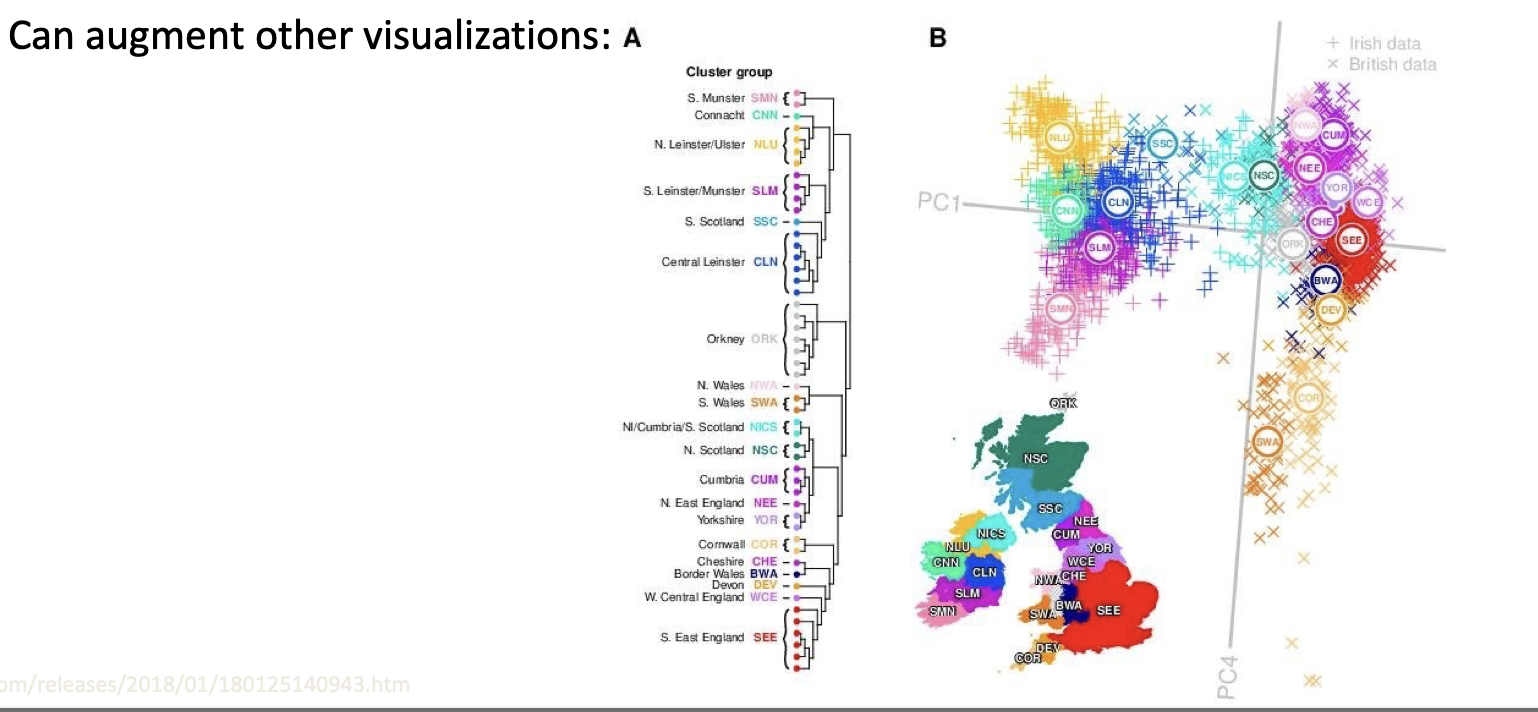 Can augment other visualizations:
A
Cluster group
S. Munster SMN
Connacht CNN
N. Leinster/Ulster NLU
S. Leinster/Munster SLM
S. Scotland SSC
Central Leinster CLN
Orkney ORK
N. Wales NWA
S. Wales SWA
NI/Cumbria/S. Scotland NICS
N. Scotland NSC
Cumbria CUM
N. East England NEE
Yorkshire YOR
Cornwall COR
Cheshire CHE
Border Wales BWA
Devon DEV
W. Central England WCE
S. East England SEE
B
+ Irish data
× British data
NLU
SSC
NWA
CUM
NEE
NICS
NSC
YOR
WCE
PC1
CNN
CLN
CHE
SLM
ORK
SEE
BWA
SMN
DEV
COR
SWA
PC4
ORK
NSC
SSC
NEE
NICS
CUM
NLU
YOR
CNN
WCE
CLN
CHE
NWA
SLM
BWA
SMN
SWA
SEE
DEV
COR
om/releases/2018/01/180125140943.htm